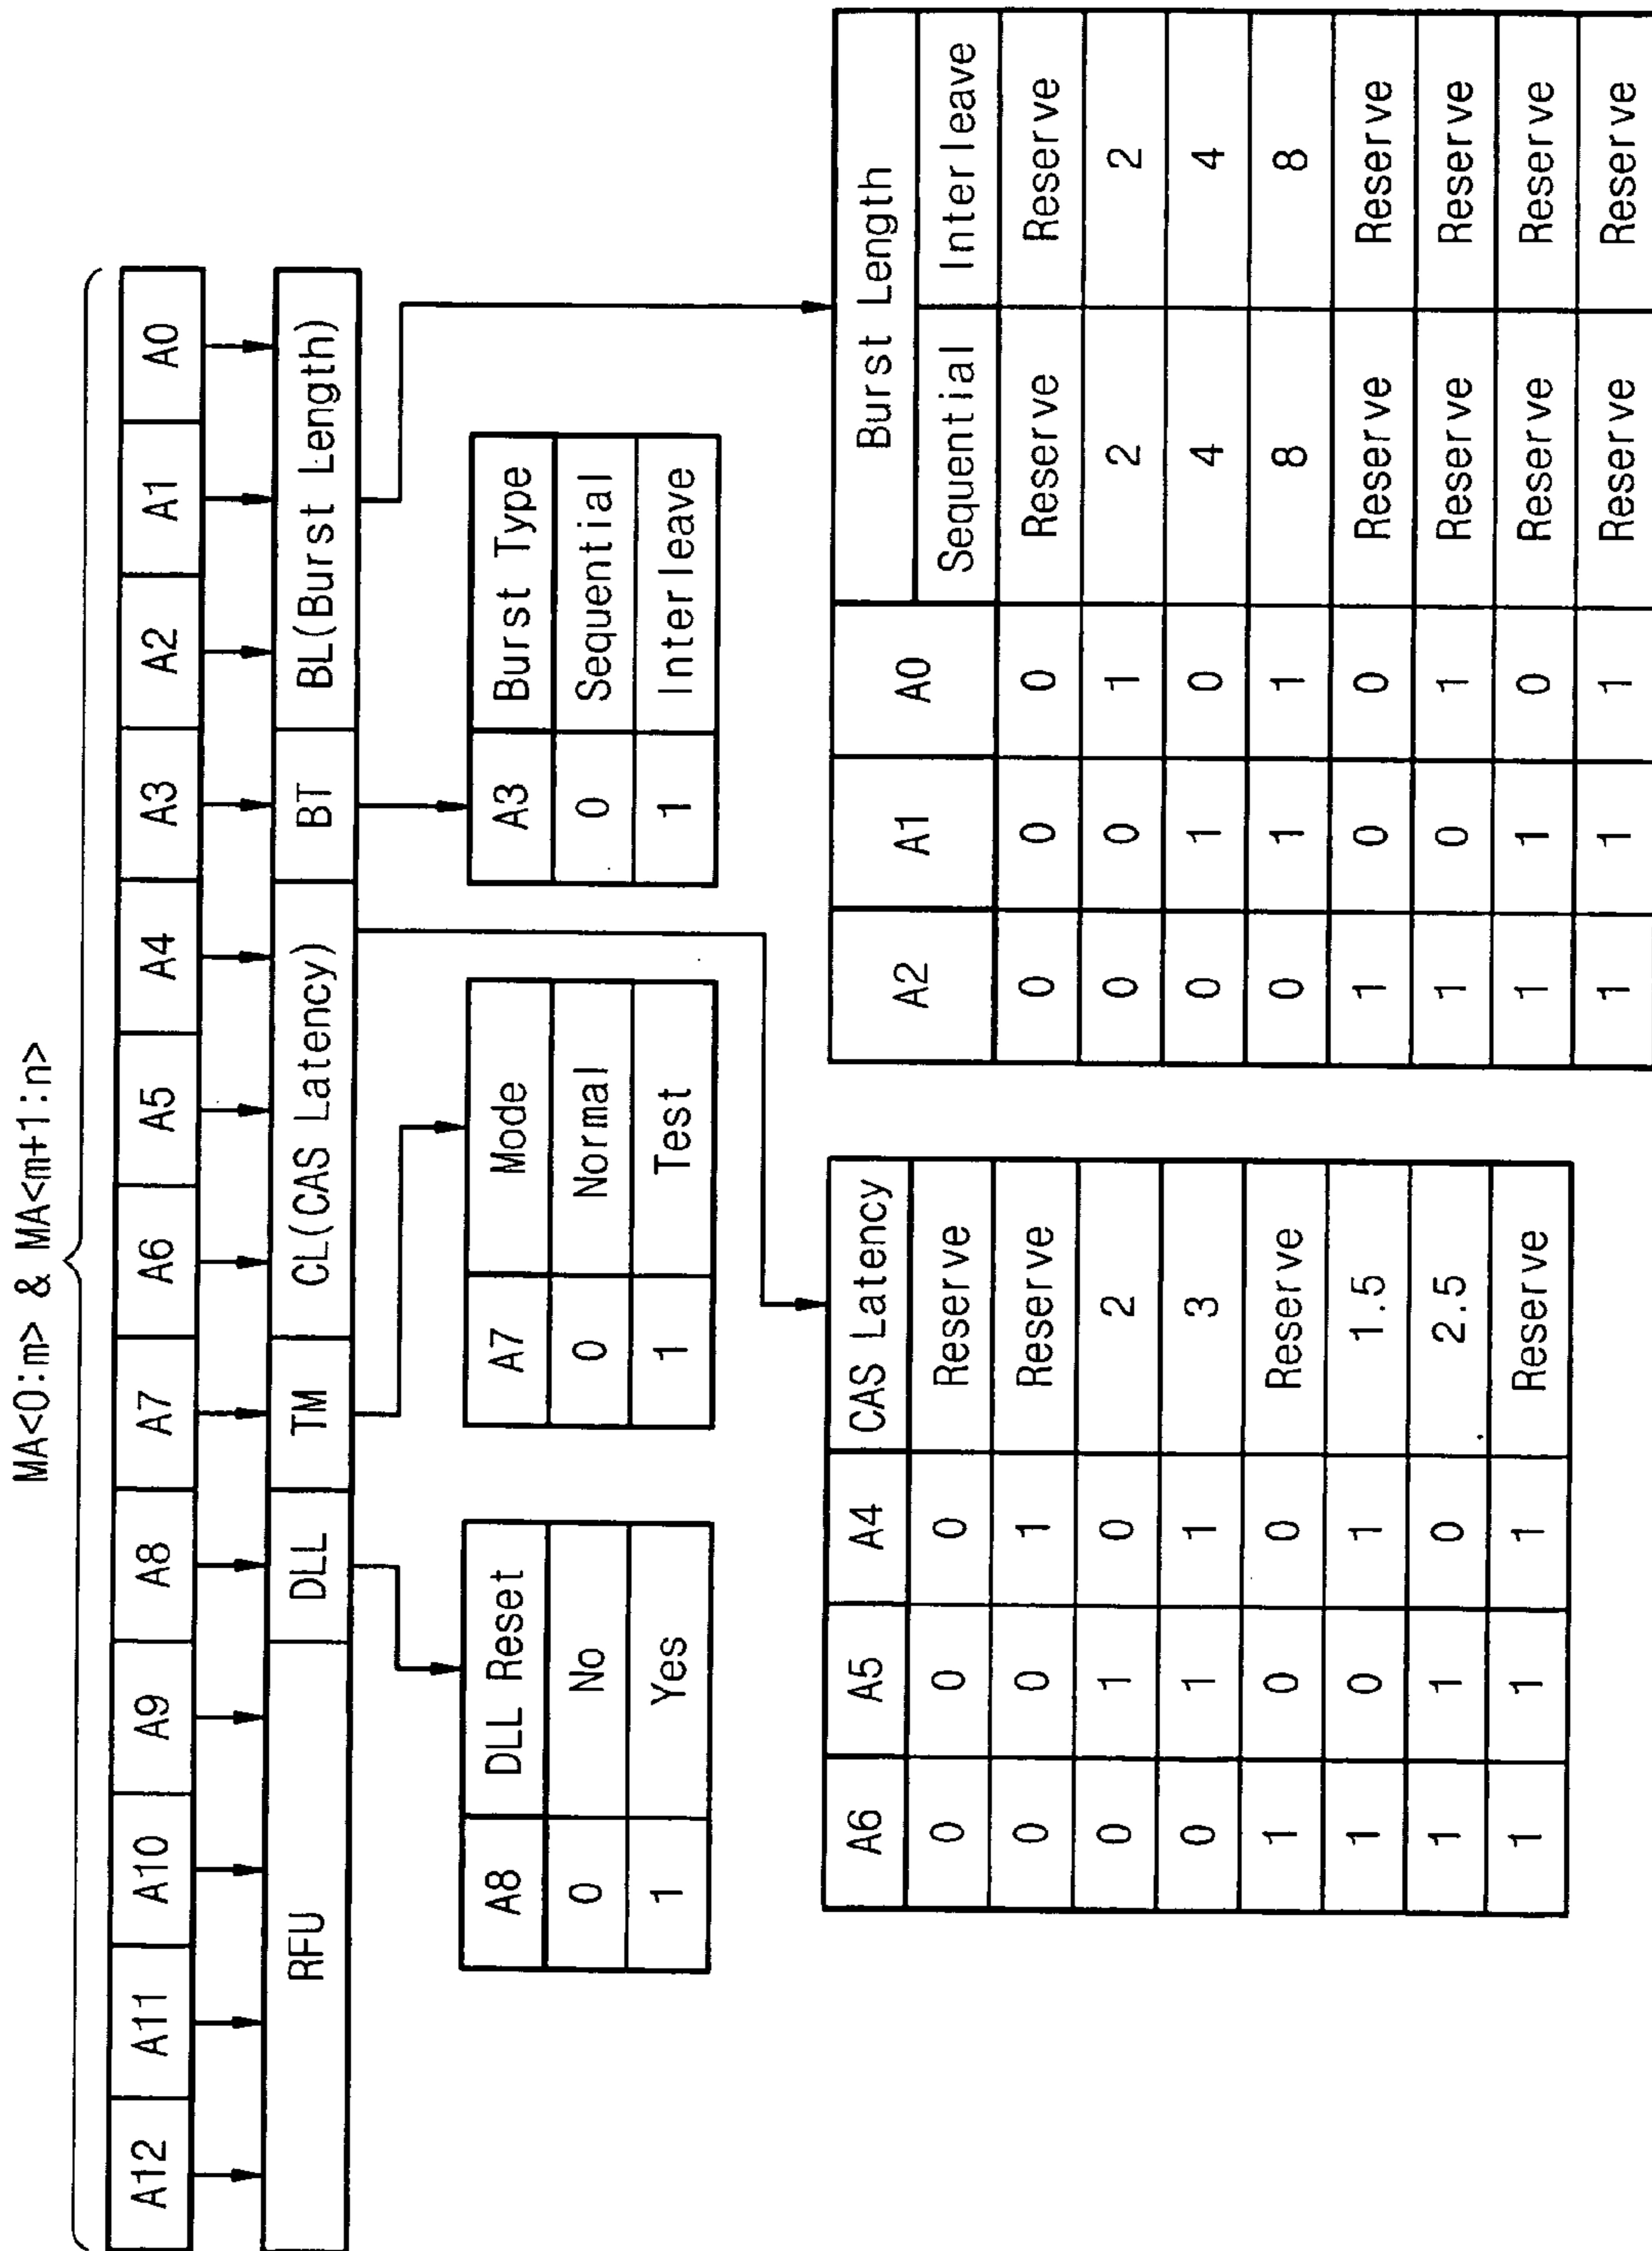 MA<0:m> & MA<m+1:n>
A12 A11 A10 A9 A8 A7 A6 A5 A4 A3 A2 A1 A0
RFU DLL TM CL(CAS Latency) BT BL(Burst Length)
A8 DLL Reset
0 No
1 Yes
A7 Mode
0 Normal
1 Test
A3 Burst Type
0 Sequential
1 Interleave
A6 A5 A4 CAS Latency
0 0 0 Reserve
0 0 1 Reserve
0 1 0 2
0 1 1 3
1 0 0 Reserve
1 0 1 1.5
1 1 0 2.5
1 1 1 Reserve
A2 A1 A0 Burst Length
Sequential Interleave
0 0 0 Reserve Reserve
0 0 1 2 2
0 1 0 4 4
0 1 1 8 8
1 0 0 Reserve Reserve
1 0 1 Reserve Reserve
1 1 0 Reserve Reserve
1 1 1 Reserve Reserve